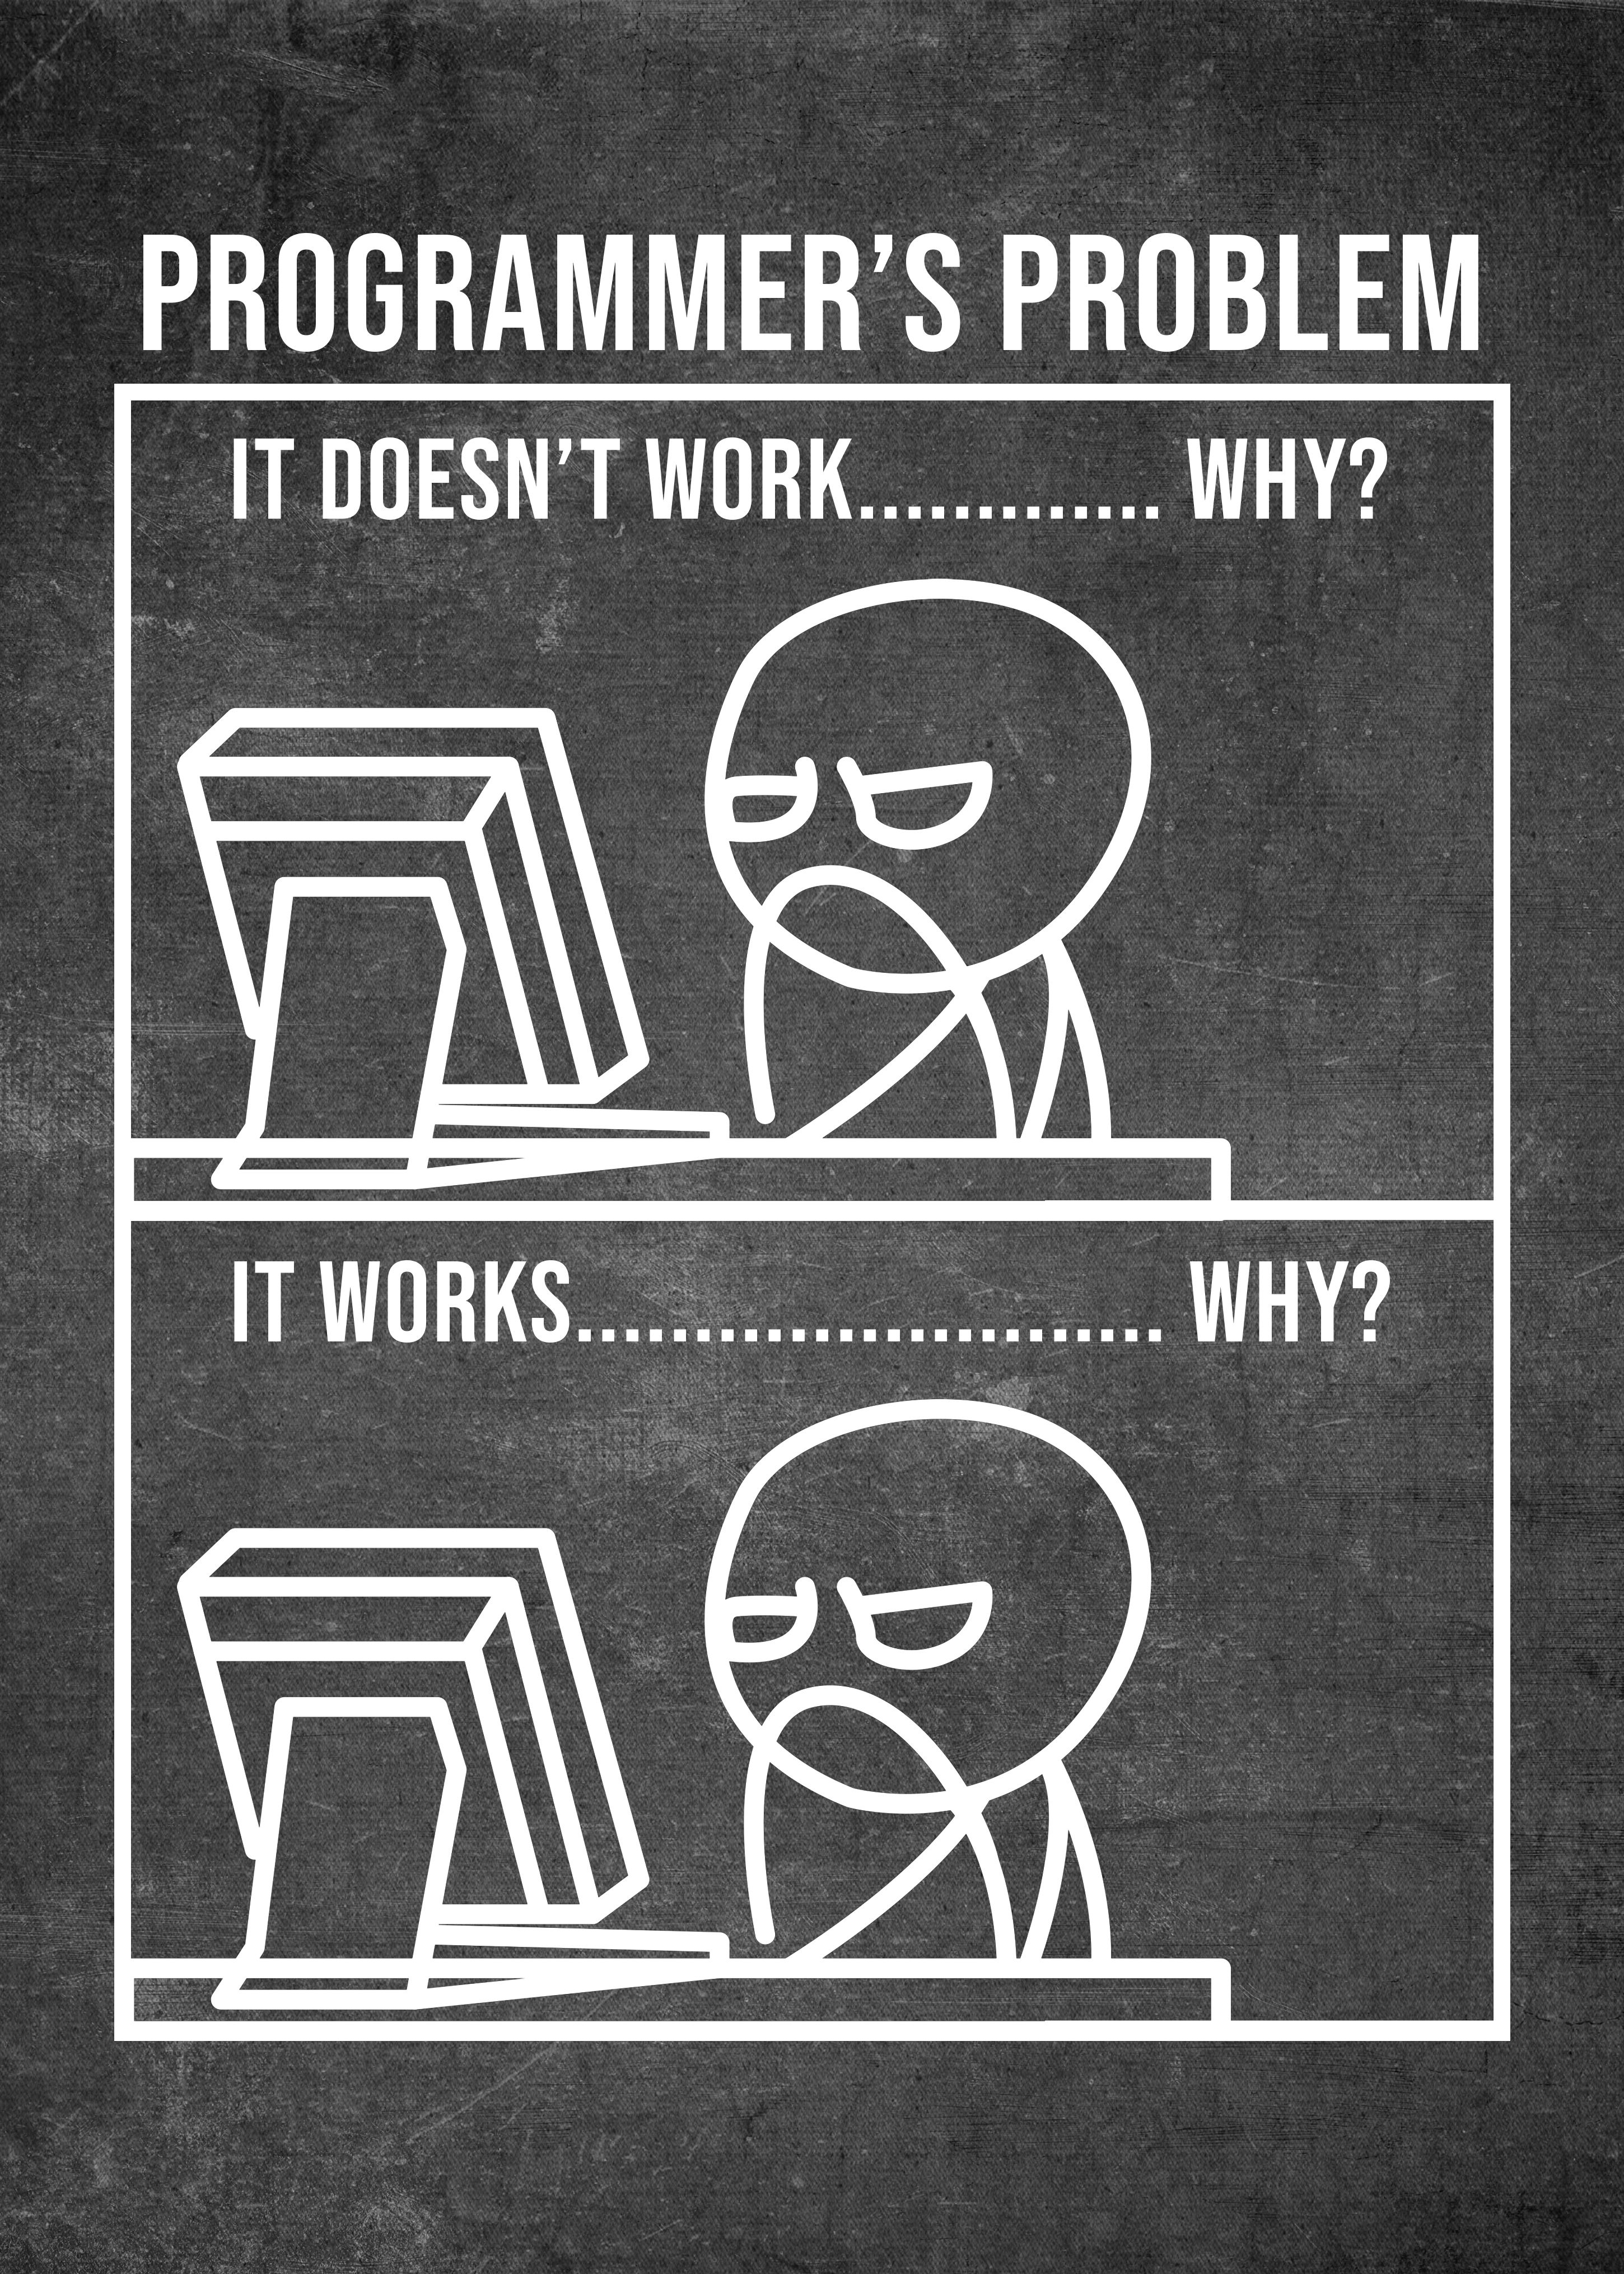 PROGRAMMER’S PROBLEM
IT DOESN’T WORK............. WHY?
IT WORKS......................... WHY?